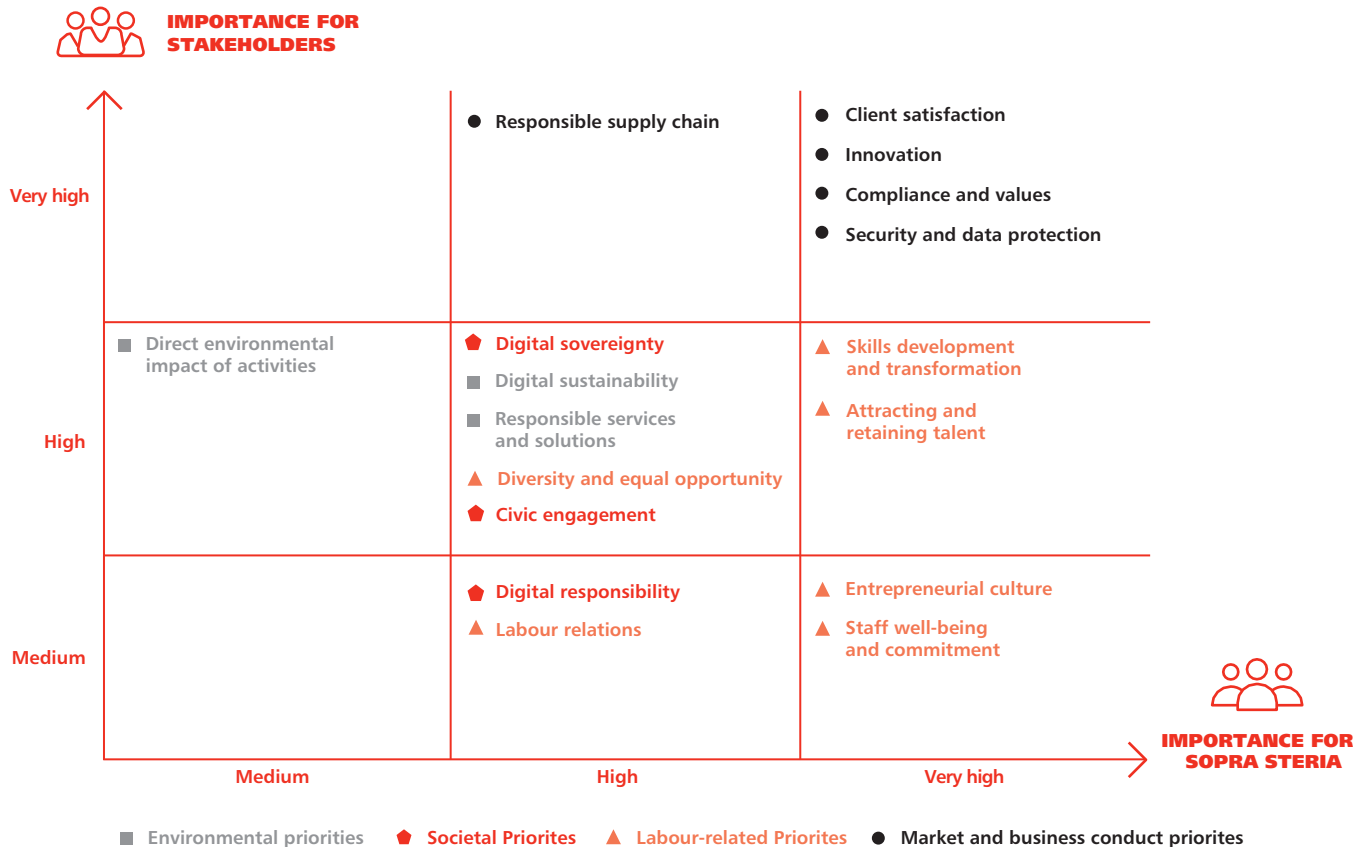 IMPORTANCE FOR
STAKEHOLDERS
Very high
Responsible supply chain
Client satisfaction
Innovation
Compliance and values
Security and data protection
High
Direct environmental
impact of activities
Digital sovereignty
Digital sustainability
Responsible services
and solutions
Diversity and equal opportunity
Civic engagement
Skills development
and transformation
Attracting and
retaining talent
Medium
Digital responsibility
Labour relations
Entrepreneurial culture
Staff well-being
and commitment
IMPORTANCE FOR
SOPRA STERIA
Medium
High
Very high
Environmental priorities
Societal Priorites
Labour-related Priorites
Market and business conduct priorites